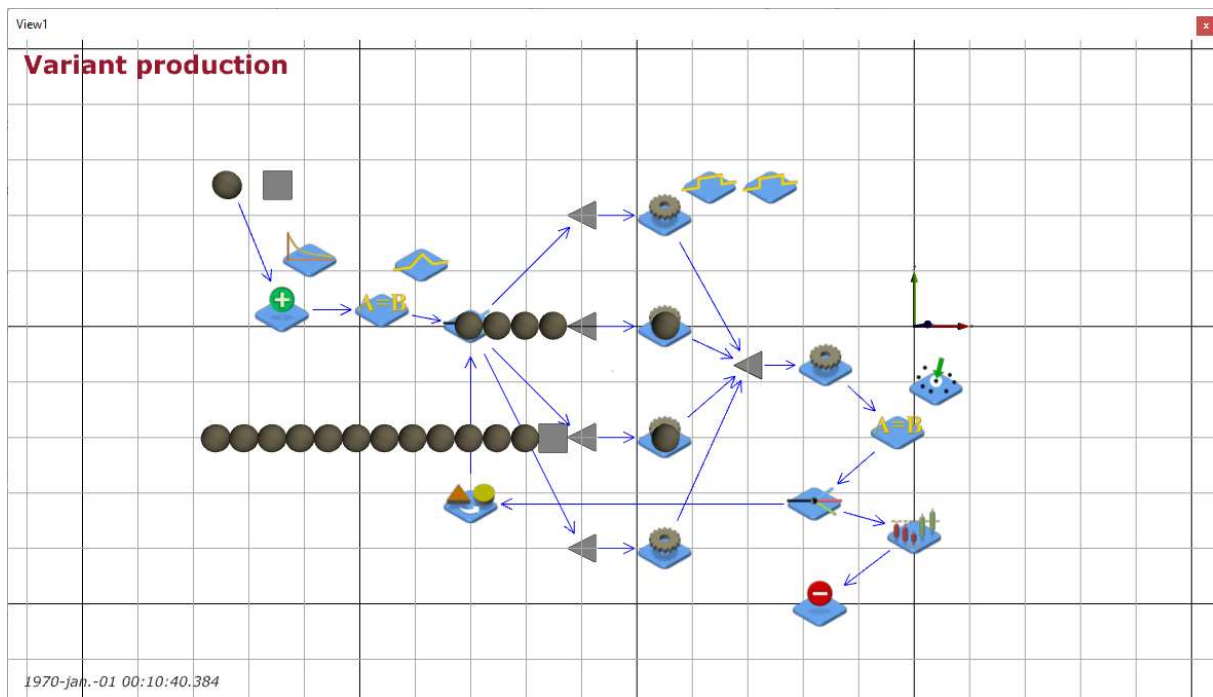 View1
x
Variant production
A=B
A=B
1970-jan.-01 00:10:40.384